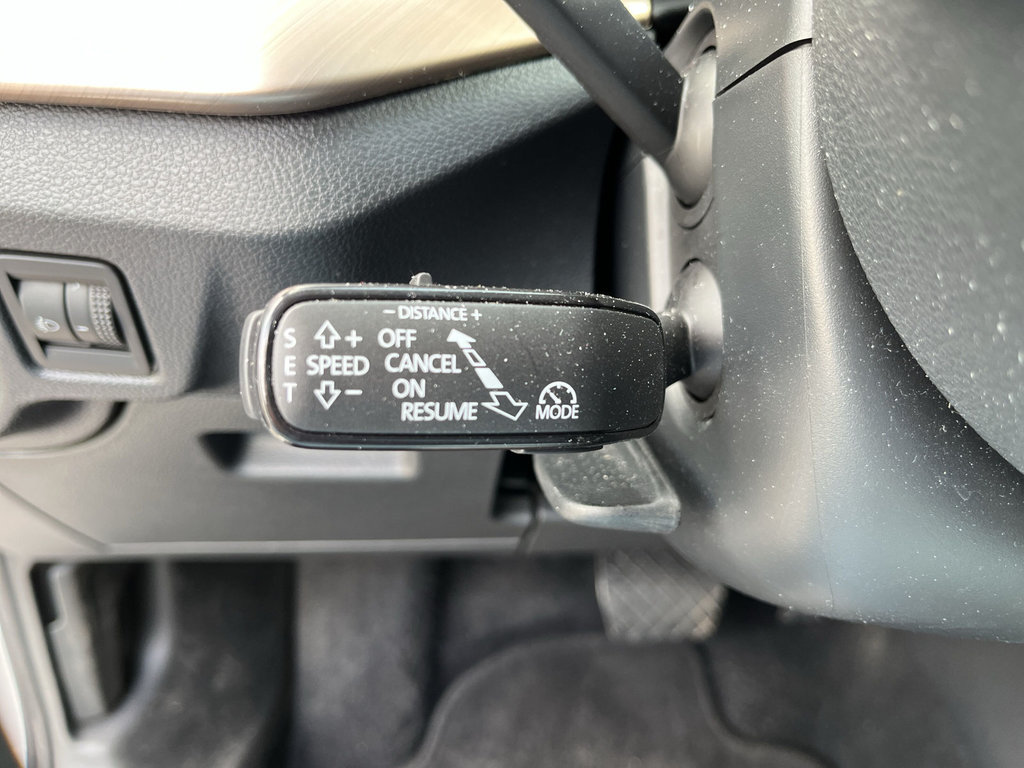 − DISTANCE +
S + OFF
E SPEED CANCEL
T − ON
RESUME
MODE